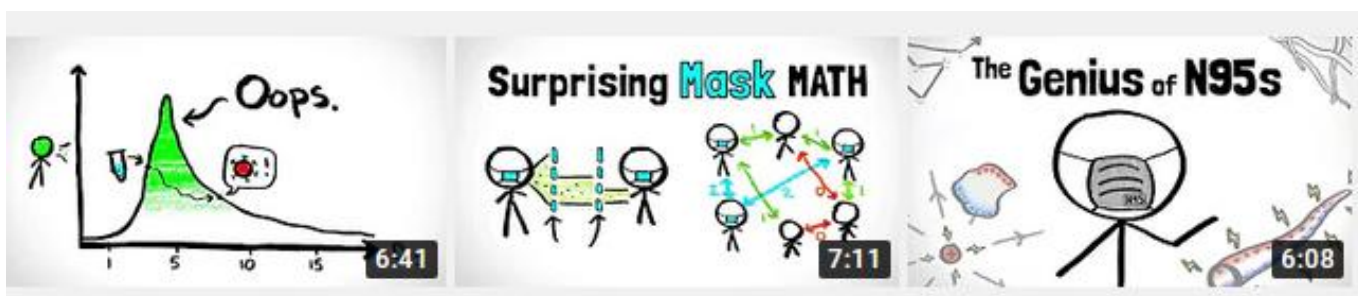 Oops.
1 5 10 15
6:41
Surprising Mask MATH
7:11
The Genius of N95s
N95
6:08